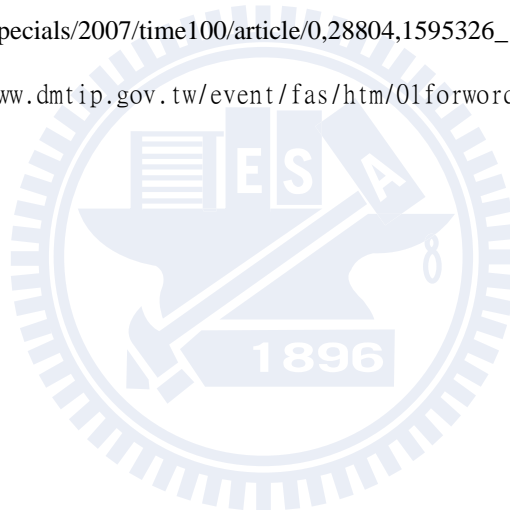 pecials/2007/time100/article/0,28804,1595326_
ww.dmtip.gov.tw/event/fas/htm/01forword
E S A
1896